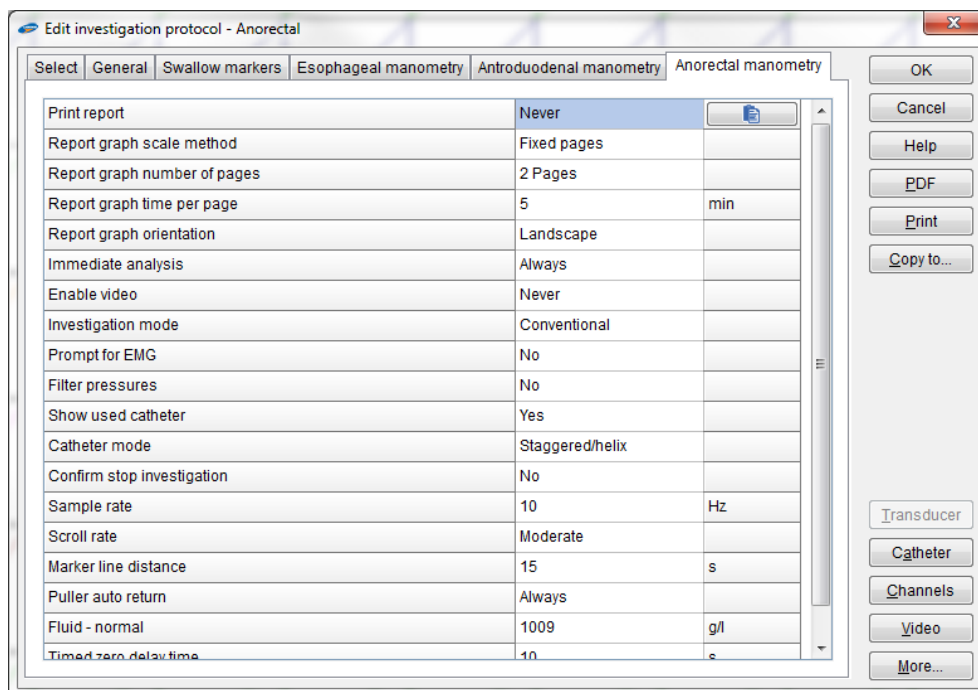 Edit investigation protocol - Anorectal
Select General Swallow markers Esophageal manometry Antroduodenal manometry Anorectal manometry
Print report Never
Report graph scale method Fixed pages
Report graph number of pages 2 Pages
Report graph time per page 5 min
Report graph orientation Landscape
Immediate analysis Always
Enable video Never
Investigation mode Conventional
Prompt for EMG No
Filter pressures No
Show used catheter Yes
Catheter mode Staggered/helix
Confirm stop investigation No
Sample rate 10 Hz
Scroll rate Moderate
Marker line distance 15 s
Puller auto return Always
Fluid - normal 1009 g/l
Timed zero delay time 10 s
OK
Cancel
Help
PDF
Print
Copy to...
Transducer
Catheter
Channels
Video
More...